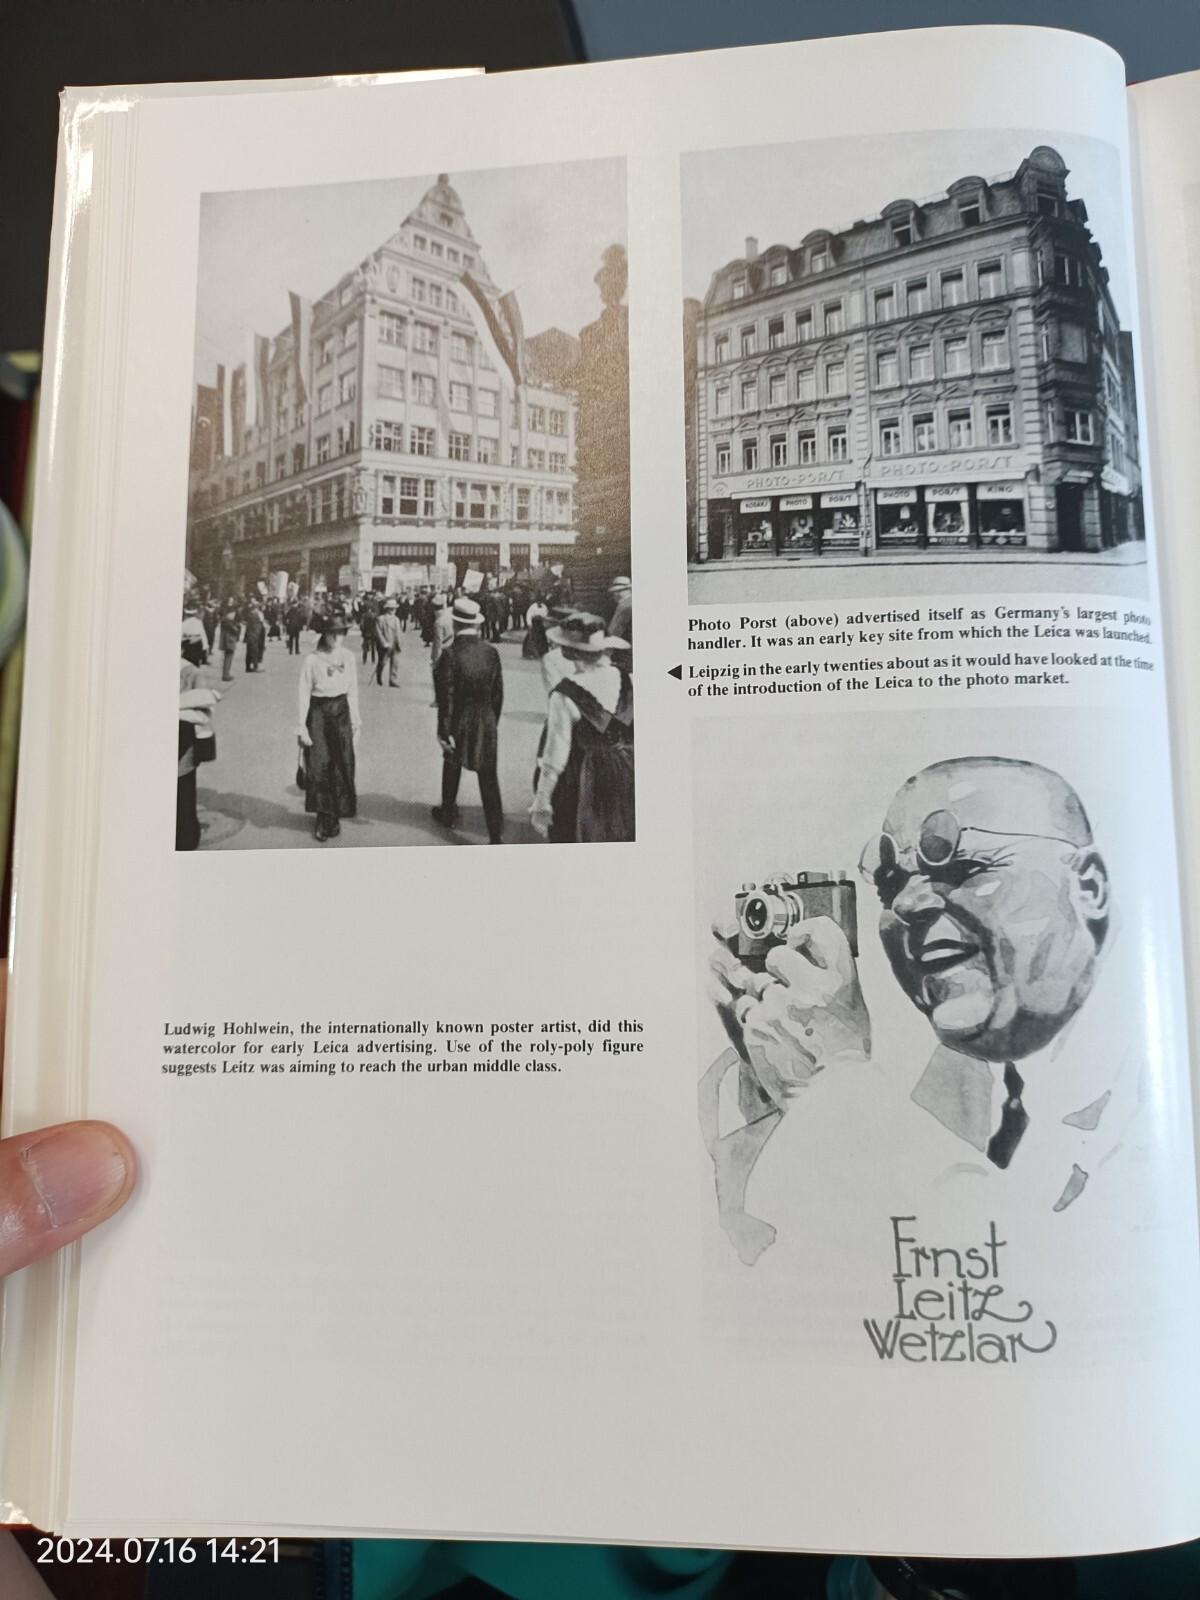 PHOTO-PORST
PHOTO-PORST
KODAKS
PHOTO
PORST
PHOTO
PORST
KINO
Photo Porst (above) advertised itself as Germany's largest photo
handler. It was an early key site from which the Leica was launched.
◀ Leipzig in the early twenties about as it would have looked at the time
of the introduction of the Leica to the photo market.
Ludwig Hohlwein, the internationally known poster artist, did this
watercolor for early Leica advertising. Use of the roly-poly figure
suggests Leitz was aiming to reach the urban middle class.
Ernst
Leitz
Wetzlar
2024.07.16 14:21